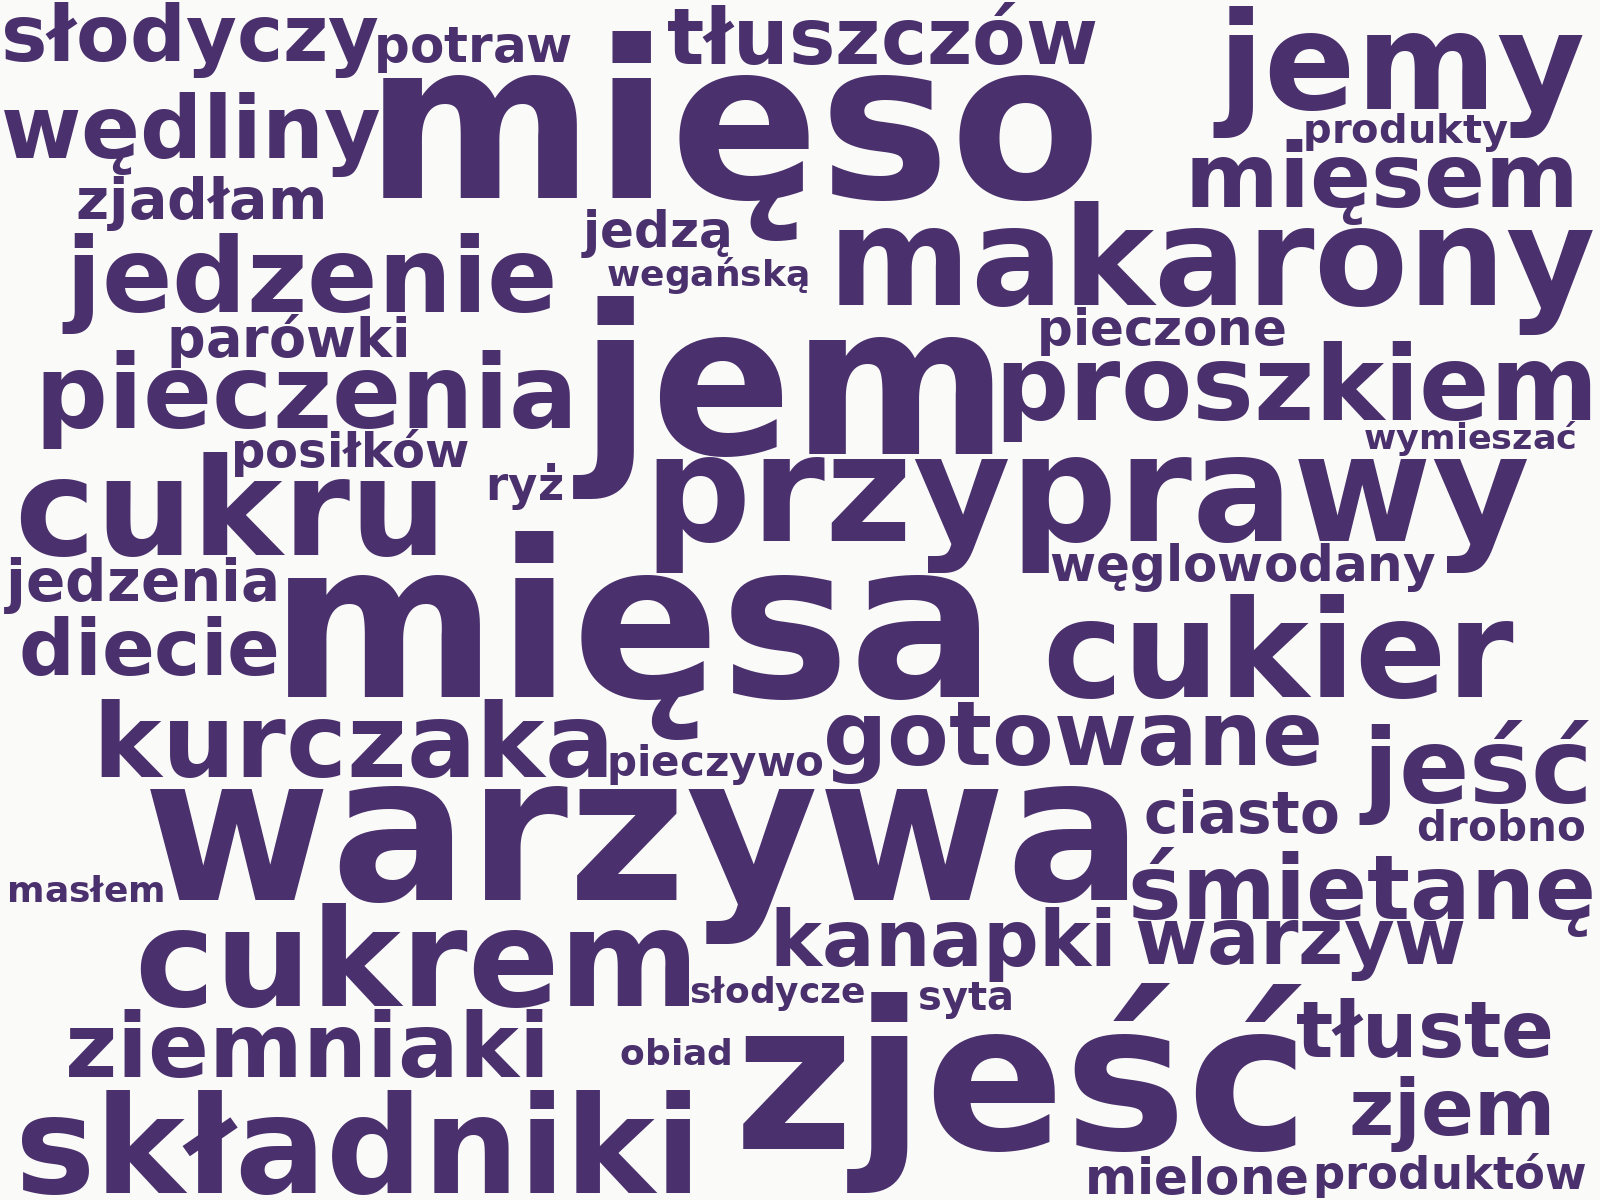 słodyczy potraw tłuszczów jemy
wędliny mięso produkty
zjadłam mięsem
jedzą makarony
jedzenie wegańską
parówki jem pieczone
pieczenia proszkiem
posiłków wymieszać
cukru ryż przyprawy
jedzenia mięsa węglowodany
diecie cukier
kurczaka gotowane jeść
pieczywo
warzywa ciasto drobno
masłem śmietanę
cukrem kanapki warzyw
słodycze syta
ziemniaki obiad zjeść tłuste
składniki zjem
mielone produktów